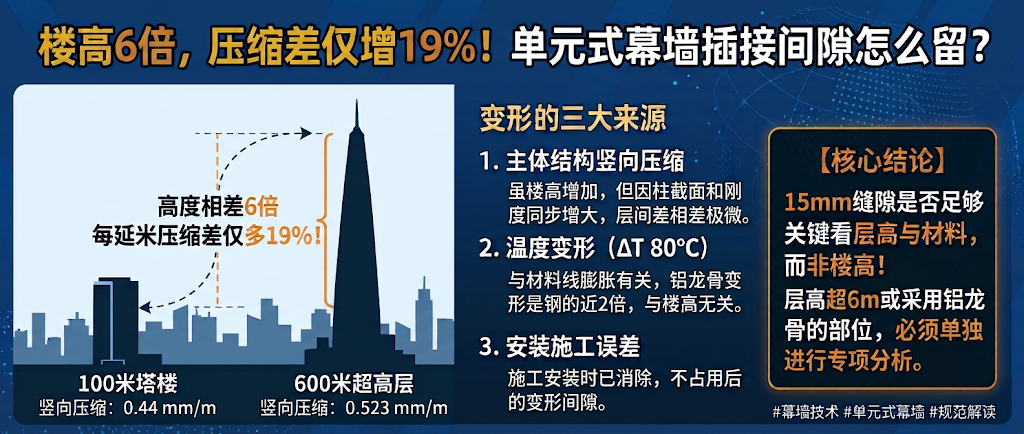 楼高6倍，压缩差仅增19%！单元式幕墙插接间隙怎么留？
高度相差6倍
每延米压缩差仅多19%！
100米塔楼
竖向压缩：0.44 mm/m
600米超高层
竖向压缩：0.523 mm/m
变形的三大来源
1. 主体结构竖向压缩
虽楼高增加，但因柱截面和刚
度同步增大，层间差相差极微。
2. 温度变形（ΔT 80℃）
与材料线膨胀有关，铝龙骨变
形是钢的近2倍，与楼高无关。
3. 安装施工误差
施工安装时已消除，不占用后
的变形间隙。
【核心结论】
15mm缝隙是否足够
关键看层高与材料，
而非楼高！
层高超6m或采用铝龙
骨的部位，必须单独
进行专项分析。
#幕墙技术 #单元式幕墙 #规范解读